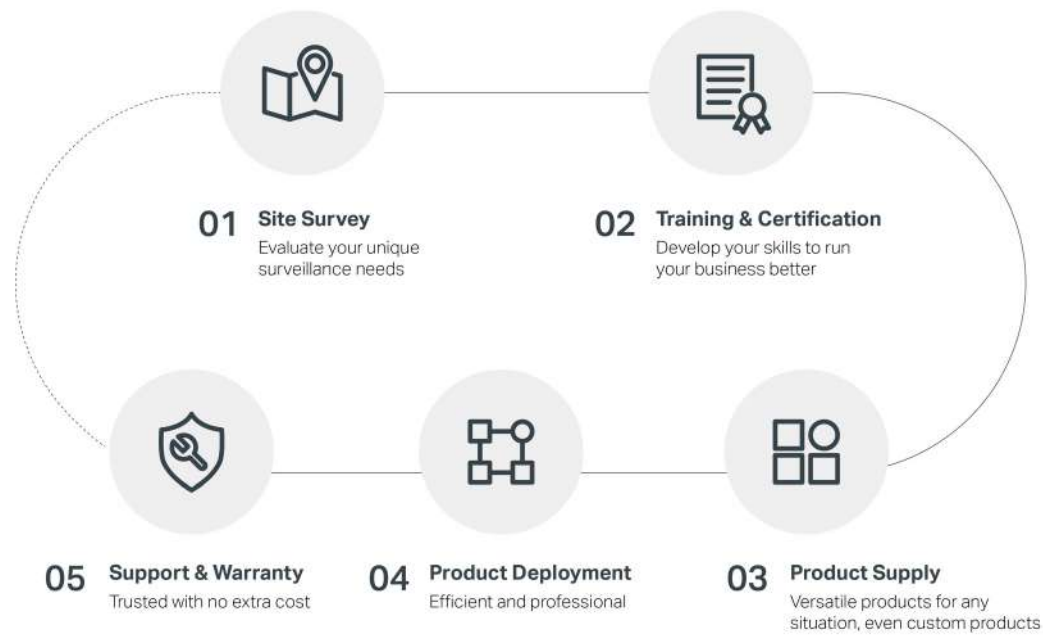 01 Site Survey
Evaluate your unique
surveillance needs
02 Training & Certification
Develop your skills to run
your business better
03 Product Supply
Versatile products for any
situation, even custom products
04 Product Deployment
Efficient and professional
05 Support & Warranty
Trusted with no extra cost